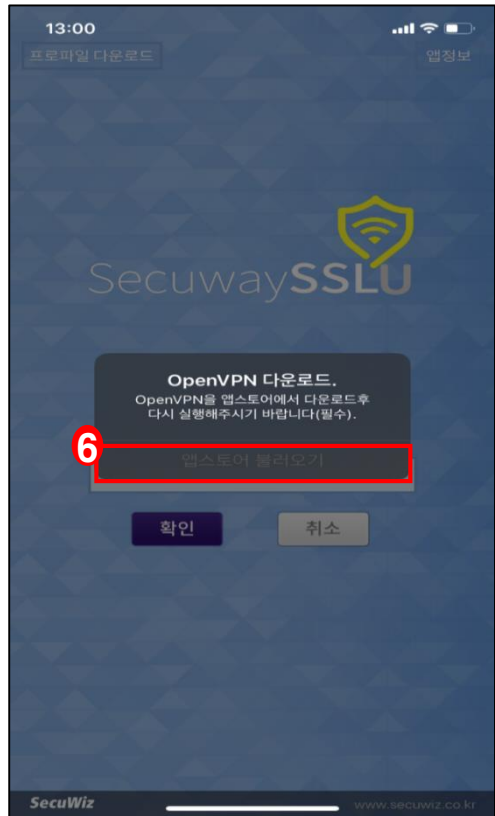 13:00
프로파일 다운로드
앱정보
SecuwaySSLU
OpenVPN 다운로드.
OpenVPN을 앱스토어에서 다운로드후
다시 실행해주시기 바랍니다(필수).
6
앱스토어 불러오기
확인
취소
SecuWiz
www.secuwiz.co.kr